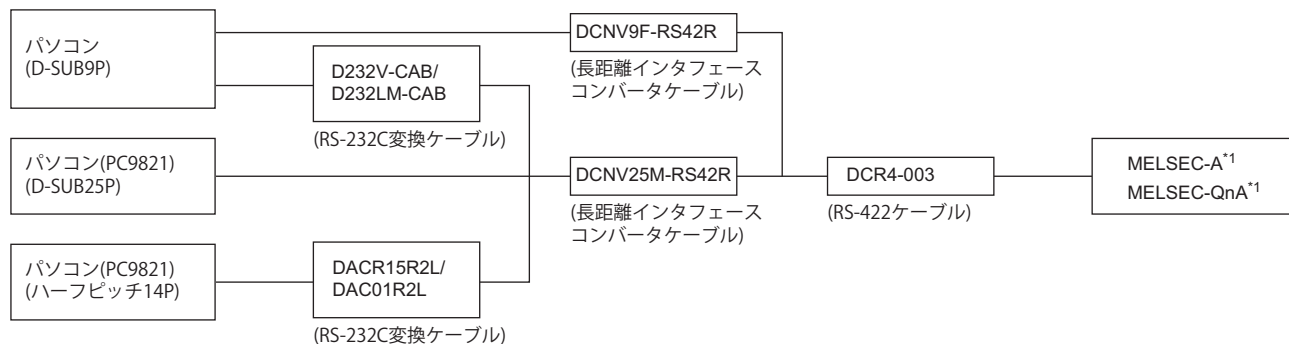 パソコン
(D-SUB9P)
D232V-CAB/
D232LM-CAB
(RS-232C変換ケーブル)
DCNV9F-RS42R
(長距離インタフェース
コンバータケーブル)
パソコン(PC9821)
(D-SUB25P)
DCNV25M-RS42R
(長距離インタフェース
コンバータケーブル)
DCR4-003
(RS-422ケーブル)
MELSEC-A*1
MELSEC-QnA*1
パソコン(PC9821)
(ハーフピッチ14P)
DACR15R2L/
DAC01R2L
(RS-232C変換ケーブル)